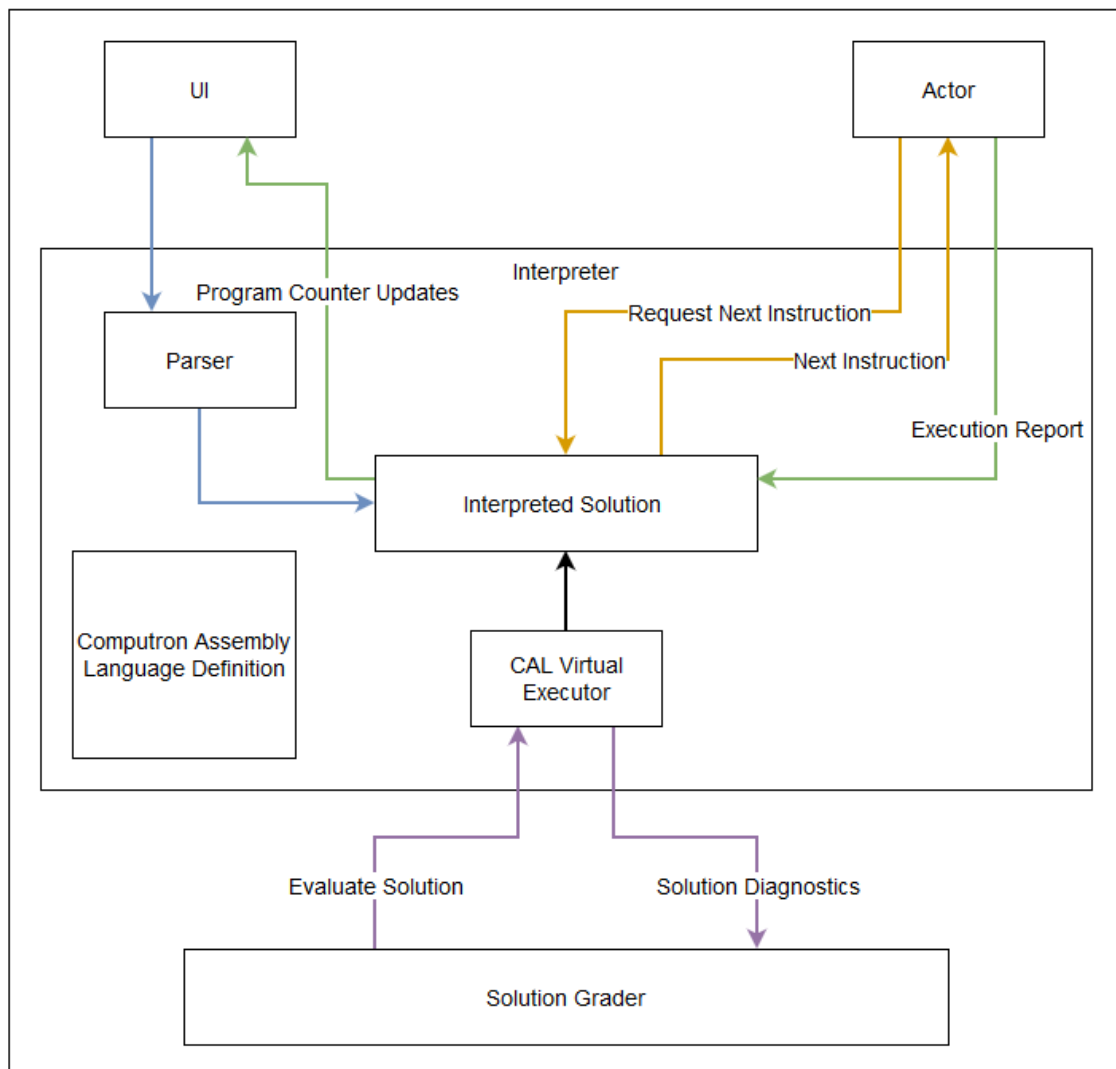 UI
Actor
Interpreter
Program Counter Updates
Request Next Instruction
Parser
Next Instruction
Execution Report
Interpreted Solution
Computron Assembly
Language Definition
CAL Virtual
Executor
Evaluate Solution
Solution Diagnostics
Solution Grader